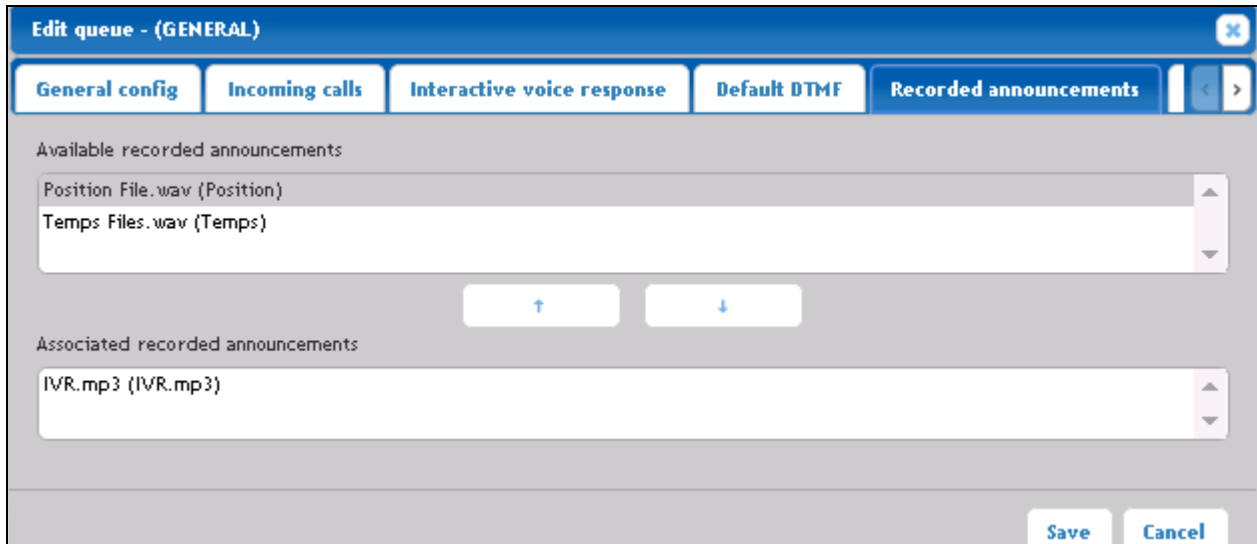 Edit queue - (GENERAL)
General config Incoming calls Interactive voice response Default DTMF Recorded announcements
Available recorded announcements
Position File.wav (Position)
Temps Files.wav (Temps)
Associated recorded announcements
IVR.mp3 (IVR.mp3)
Save Cancel